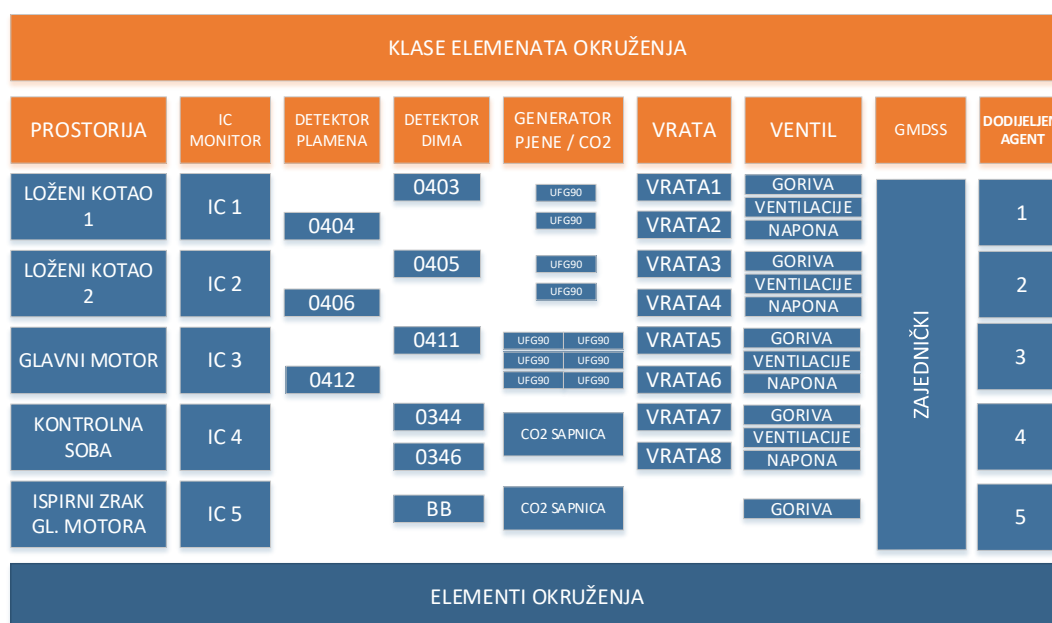 KLASE ELEMENATA OKRUŽENJA
PROSTORIJA
IC
MONITOR
DETEKTOR
PLAMENA
DETEKTOR
DIMA
GENERATOR
PJENE / CO2
VRATA
VENTIL
GMDSS
DODIJELJEN
AGENT
LOŽENI KOTAO
1
IC 1
0404
0403
UFG90
UFG90
VRATA1
VRATA2
GORIVA
VENTILACIJE
NAPONA
ZAJEDNIČKI
1
LOŽENI KOTAO
2
IC 2
0406
0405
UFG90
UFG90
VRATA3
VRATA4
GORIVA
VENTILACIJE
NAPONA
2
GLAVNI MOTOR
IC 3
0412
0411
UFG90 UFG90
UFG90 UFG90
UFG90 UFG90
VRATA5
VRATA6
GORIVA
VENTILACIJE
NAPONA
3
KONTROLNA
SOBA
IC 4
0344
0346
CO2 SAPNICA
VRATA7
VRATA8
GORIVA
VENTILACIJE
NAPONA
4
ISPIRNI ZRAK
GL. MOTORA
IC 5
BB
CO2 SAPNICA
GORIVA
5
ELEMENTI OKRUŽENJA